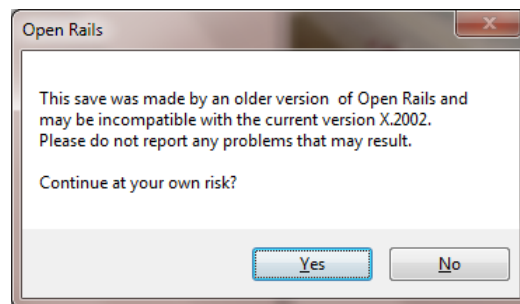 Open Rails
This save was made by an older version  of Open Rails and
may be incompatible with the current version X.2002.
Please do not report any problems that may result.
Continue at your own risk?
Yes
No